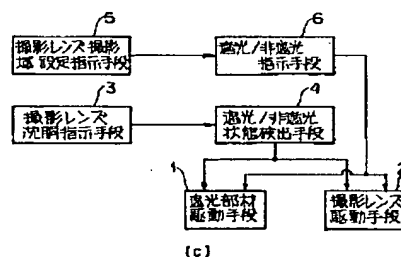 5
撮影レンズ撮影
域設定指示手段
6
遮光/非遮光
指示手段
3
撮影レンズ
沈胴指示手段
4
遮光/非遮光
状態検出手段
1
遮光部材
駆動手段
2
撮影レンズ
駆動手段
(c)